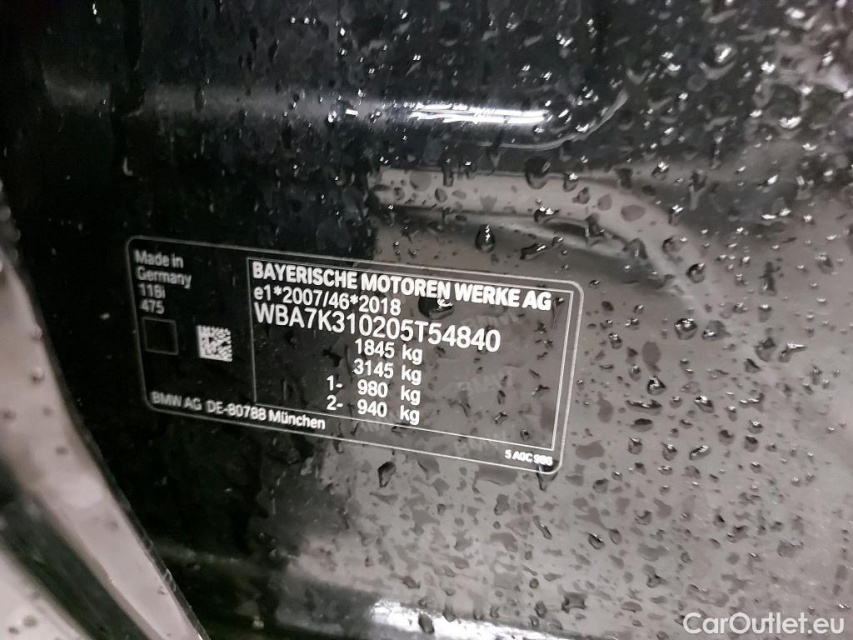 Made in
Germany
118i
475
BAYERISCHE MOTOREN WERKE AG
e1*2007/46*2018
WBA7K310205T54840
1845 kg
3145 kg
1- 980 kg
2- 940 kg
BMW AG DE-80788 München
5 A0C 9B6
CarOutlet.eu